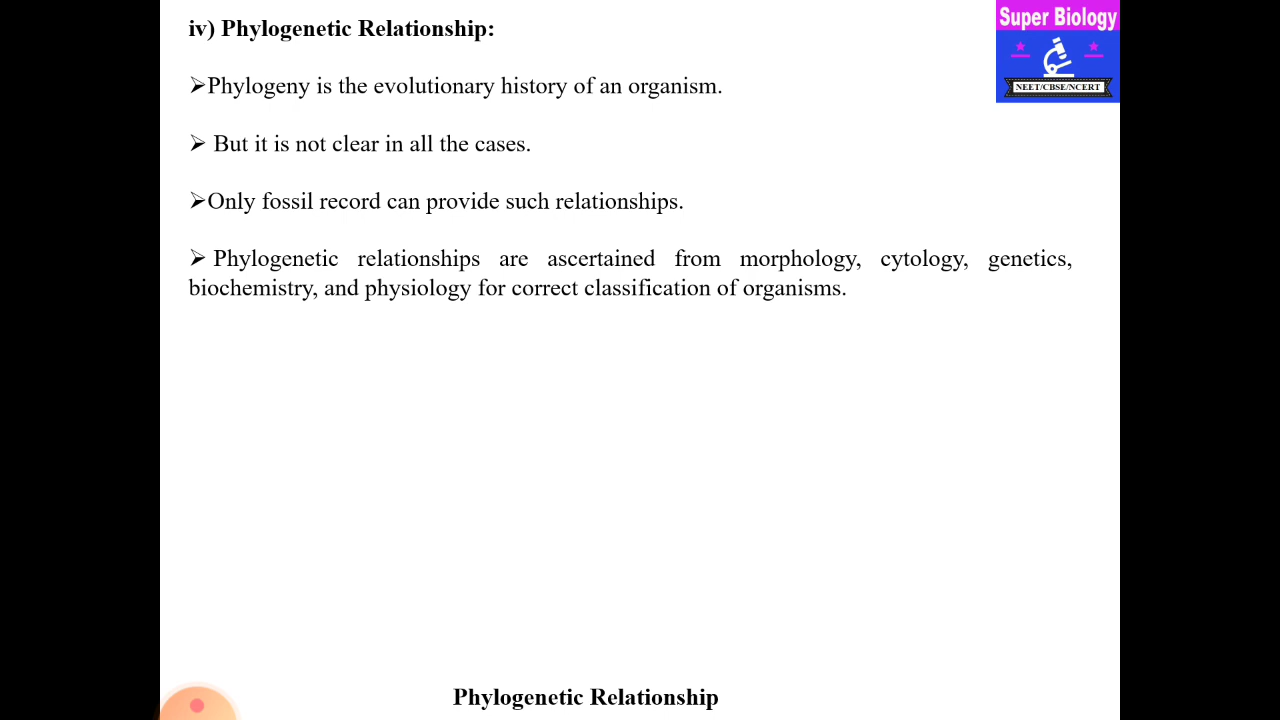 iv) Phylogenetic Relationship:
Super Biology
NEET/CBSE/NCERT
➢Phylogeny is the evolutionary history of an organism.
➢ But it is not clear in all the cases.
➢Only fossil record can provide such relationships.
➢ Phylogenetic relationships are ascertained from morphology, cytology, genetics,
biochemistry, and physiology for correct classification of organisms.
Phylogenetic Relationship